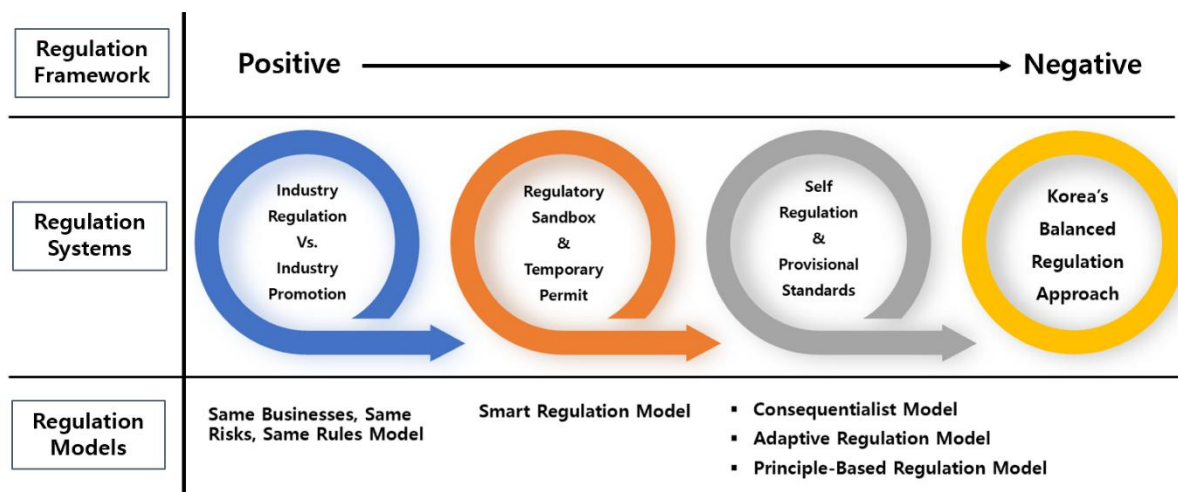 Regulation
Framework
Positive
Negative
Regulation
Systems
Industry
Regulation
Vs.
Industry
Promotion
Regulatory
Sandbox
&
Temporary
Permit
Self
Regulation
&
Provisional
Standards
Korea's
Balanced
Regulation
Approach
Regulation
Models
Same Businesses, Same
Risks, Same Rules Model
Smart Regulation Model
▪ Consequentialist Model
▪ Adaptive Regulation Model
▪ Principle-Based Regulation Model